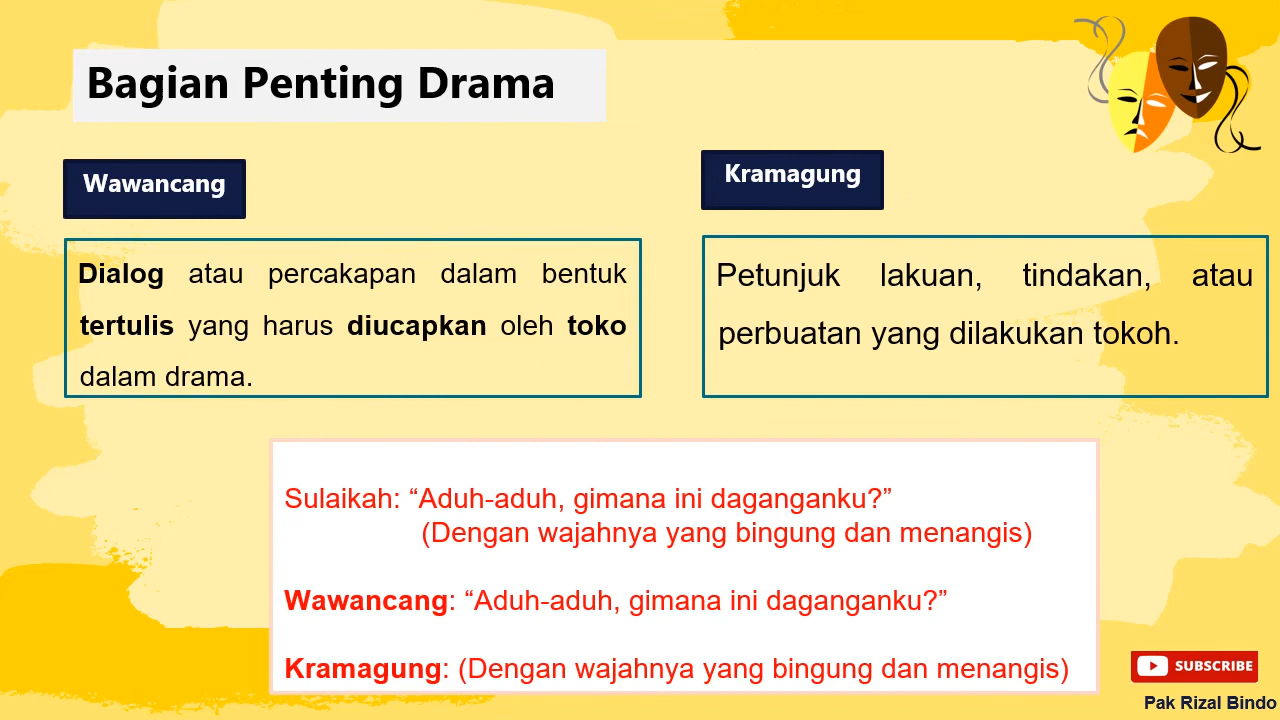 Bagian Penting Drama
Wawancang
Dialog atau percakapan dalam bentuk
tertulis yang harus diucapkan oleh toko
dalam drama.
Kramagung
Petunjuk lakuan, tindakan, atau
perbuatan yang dilakukan tokoh.
Sulaikah: “Aduh-aduh, gimana ini daganganku?”
(Dengan wajahnya yang bingung dan menangis)
Wawancang: “Aduh-aduh, gimana ini daganganku?”
Kramagung: (Dengan wajahnya yang bingung dan menangis)
SUBSCRIBE
Pak Rizal Bindo